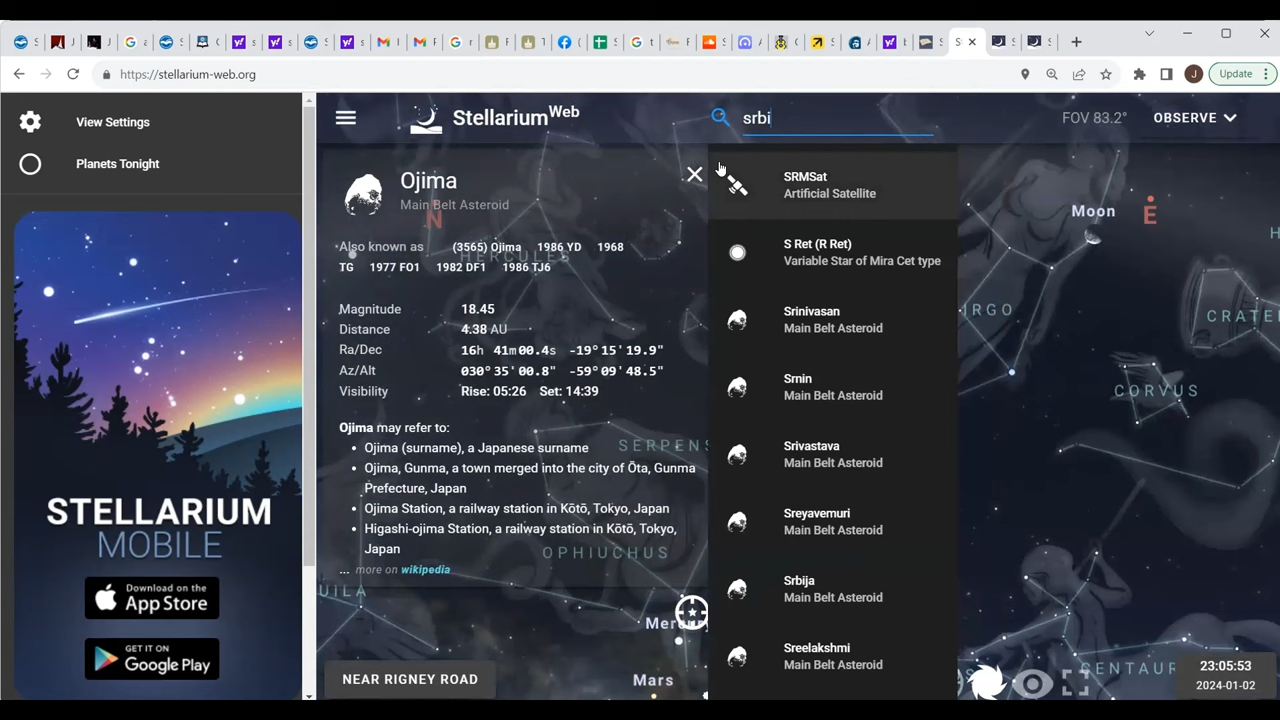 https://stellarium-web.org
Update
View Settings
Planets Tonight
STELLARIUM
MOBILE
Download on the
App Store
GET IT ON
Google Play
StellariumWeb
srbi
FOV 83.2°
OBSERVE
Ojima
Main Belt Asteroid
N
Also known as (3565) Ojima 1986 YD 1968
TG 1977 FO1 1982 DF1 1986 TJ6
HERCULES
Magnitude 18.45
Distance 4.38 AU
Ra/Dec 16h 41m00.4s -19°15'19.9"
Az/Alt 030°35'00.8" -59°09'48.5"
Visibility Rise: 05:26 Set: 14:39
Ojima may refer to:
Ojima (surname), a Japanese surname
Ojima, Gunma, a town merged into the city of Ōta, Gunma
Prefecture, Japan
Ojima Station, a railway station in Kōtō, Tokyo, Japan
Higashi-ojima Station, a railway station in Kōtō, Tokyo,
Japan
... more on wikipedia
SERPENS
OPHIUCHUS
UILA
Mercury
Mars
NEAR RIGNEY ROAD
SRMSat
Artificial Satellite
S Ret (R Ret)
Variable Star of Mira Cet type
Srinivasan
Main Belt Asteroid
Srnin
Main Belt Asteroid
Srivastava
Main Belt Asteroid
Sreyavemuri
Main Belt Asteroid
Srbija
Main Belt Asteroid
Sreelakshmi
Main Belt Asteroid
Moon
E
IRGO
CRATE
CORVUS
CENTAUR
23:05:53
2024-01-02